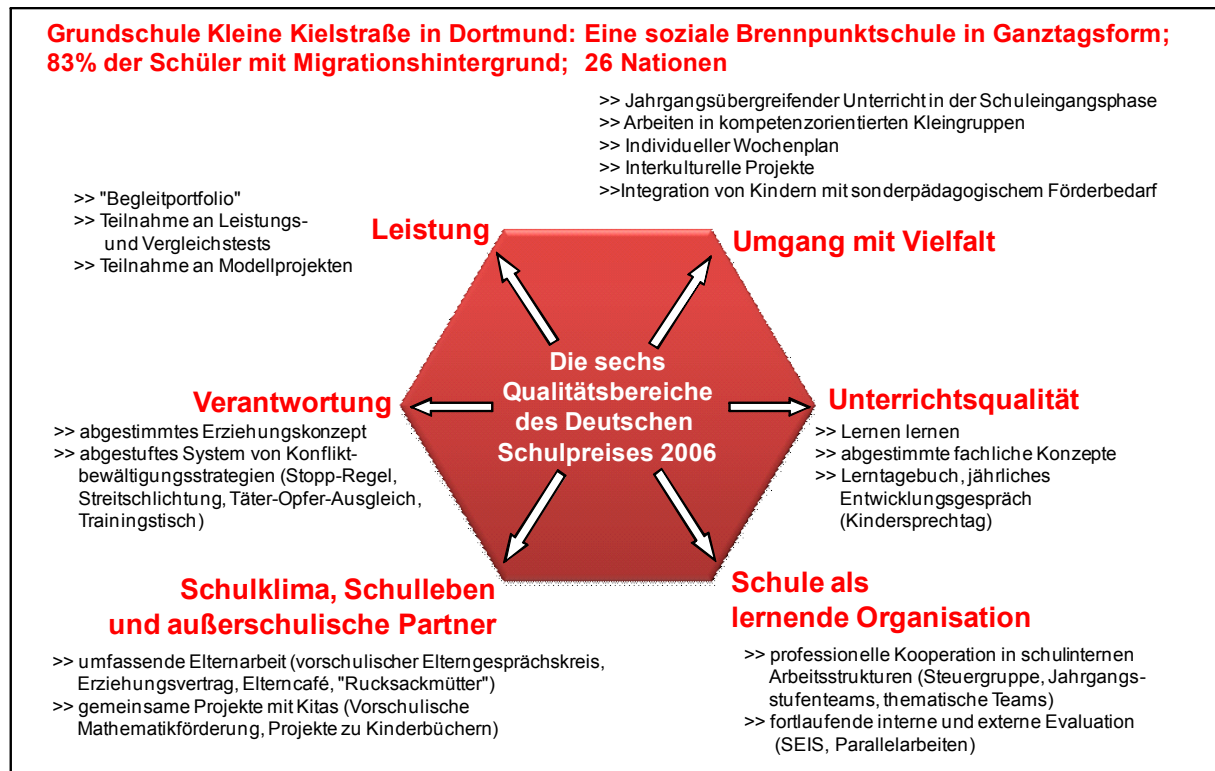 Grundschule Kleine Kielstraße in Dortmund: Eine soziale Brennpunktschule in Ganztagsform;
83% der Schüler mit Migrationshintergrund; 26 Nationen
>> Jahrgangsübergreifender Unterricht in der Schuleingangsphase
>> Arbeiten in kompetenzorientierten Kleingruppen
>> Individueller Wochenplan
>> Interkulturelle Projekte
>>Integration von Kindern mit sonderpädagogischem Förderbedarf
>> "Begleitportfolio"
>> Teilnahme an Leistungs-
und Vergleichstests
>> Teilnahme an Modellprojekten
Leistung
Umgang mit Vielfalt
Die sechs
Qualitätsbereiche
des Deutschen
Schulpreises 2006
Verantwortung
>> abgestimmtes Erziehungskonzept
>> abgestuftes System von Konflikt-
bewältigungsstrategien (Stopp-Regel,
Streitschlichtung, Täter-Opfer-Ausgleich,
Trainingstisch)
Unterrichtsqualität
>> Lernen lernen
>> abgestimmte fachliche Konzepte
>> Lerntagebuch, jährliches
Entwicklungsgespräch
(Kindersprechtag)
Schulklima, Schulleben
und außerschulische Partner
>> umfassende Elternarbeit (vorschulischer Elterngesprächskreis,
Erziehungsvertrag, Elterncafé, "Rucksackmütter")
>> gemeinsame Projekte mit Kitas (Vorschulische
Mathematikförderung, Projekte zu Kinderbüchern)
Schule als
lernende Organisation
>> professionelle Kooperation in schulinternen
Arbeitsstrukturen (Steuergruppe, Jahrgangs-
stufenteams, thematische Teams)
>> fortlaufende interne und externe Evaluation
(SEIS, Parallelarbeiten)